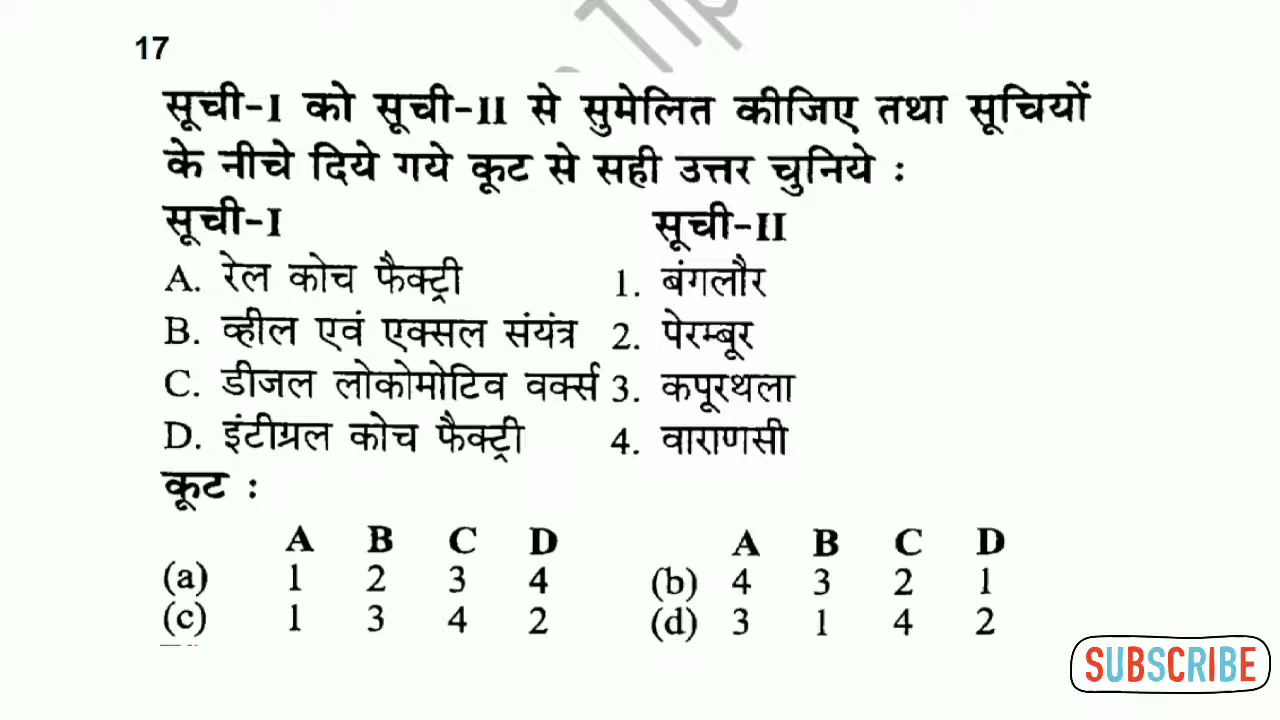 17
सूची-I को सूची-II से सुमेलित कीजिए तथा सूचियों
के नीचे दिये गये कूट से सही उत्तर चुनिये :
सूची-I सूची-II
A. रेल कोच फैक्ट्री 1. बंगलौर
B. व्हील एवं एक्सल संयंत्र 2. पेरम्बूर
C. डीजल लोकोमोटिव वर्क्स 3. कपूरथला
D. इंटीग्रल कोच फैक्ट्री 4. वाराणसी
कूट :
A B C D A B C D
(a) 1 2 3 4 (b) 4 3 2 1
(c) 1 3 4 2 (d) 3 1 4 2
SUBSCRIBE